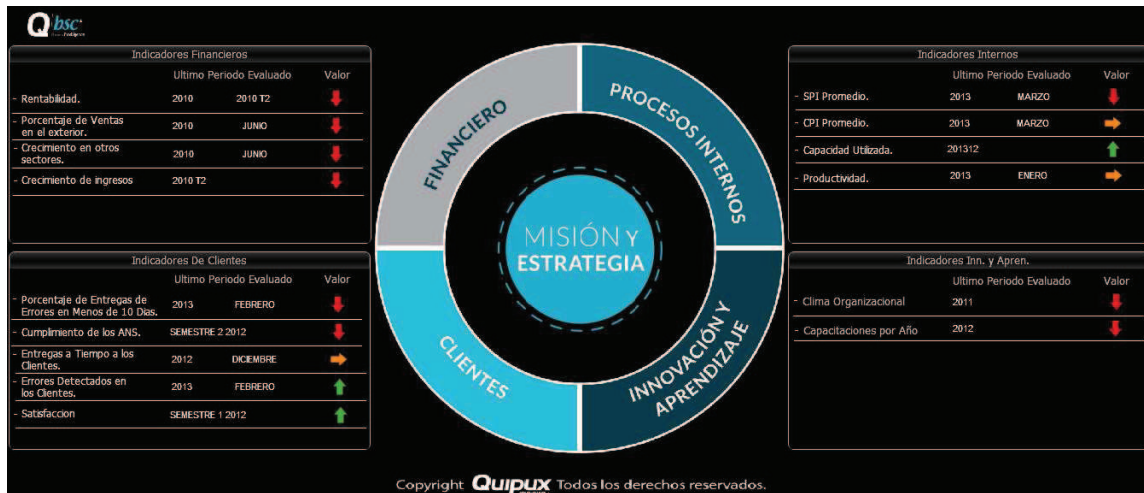 Qbsc
Indicadores Financieros
Ultimo Periodo Evaluado Valor
- Rentabilidad. 2010 2010 T2
- Porcentaje de Ventas
en el exterior. 2010 JUNIO
- Crecimiento en otros
sectores. 2010 JUNIO
- Crecimiento de ingresos 2010 T2
Indicadores De Clientes
Ultimo Periodo Evaluado Valor
- Porcentaje de Entregas de
Errores en Menos de 10 Dias. 2013 FEBRERO
- Cumplimiento de los ANS. SEMESTRE 2 2012
- Entregas a Tiempo a los
Clientes. 2012 DICIEMBRE
- Errores Detectados en
los Clientes. 2013 FEBRERO
- Satisfaccion SEMESTRE 1 2012
FINANCIERO
PROCESOS INTERNOS
MISIÓN Y
ESTRATEGIA
CLIENTES
INNOVACIÓN Y
APRENDIZAJE
Indicadores Internos
Ultimo Periodo Evaluado Valor
- SPI Promedio. 2013 MARZO
- CPI Promedio. 2013 MARZO
- Capacidad Utilizada. 201312
- Productividad. 2013 ENERO
Indicadores Inn. y Apren.
Ultimo Periodo Evaluado Valor
- Clima Organizacional 2011
- Capacitaciones por Año 2012
Copyright Quipux Todos los derechos reservados.